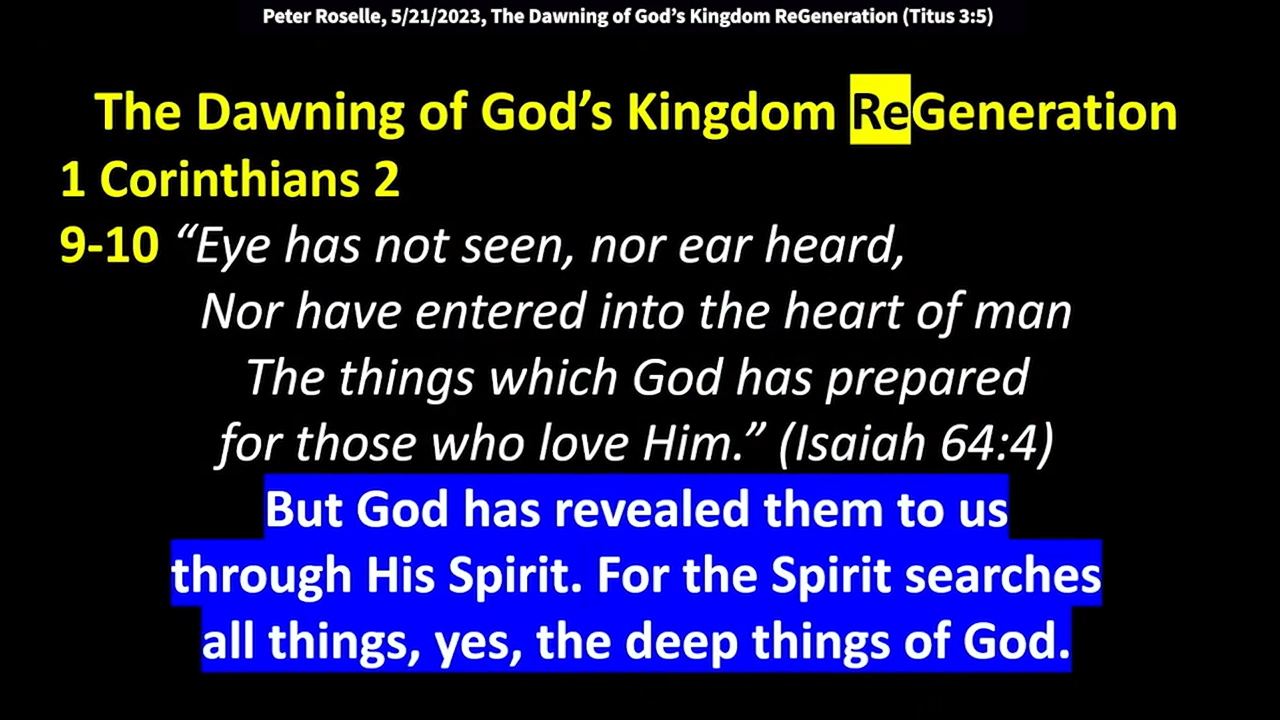 Peter Roselle, 5/21/2023, The Dawning of God’s Kingdom ReGeneration (Titus 3:5)
The Dawning of God’s Kingdom ReGeneration
1 Corinthians 2
9-10 “Eye has not seen, nor ear heard,
Nor have entered into the heart of man
The things which God has prepared
for those who love Him.” (Isaiah 64:4)
But God has revealed them to us
through His Spirit. For the Spirit searches
all things, yes, the deep things of God.